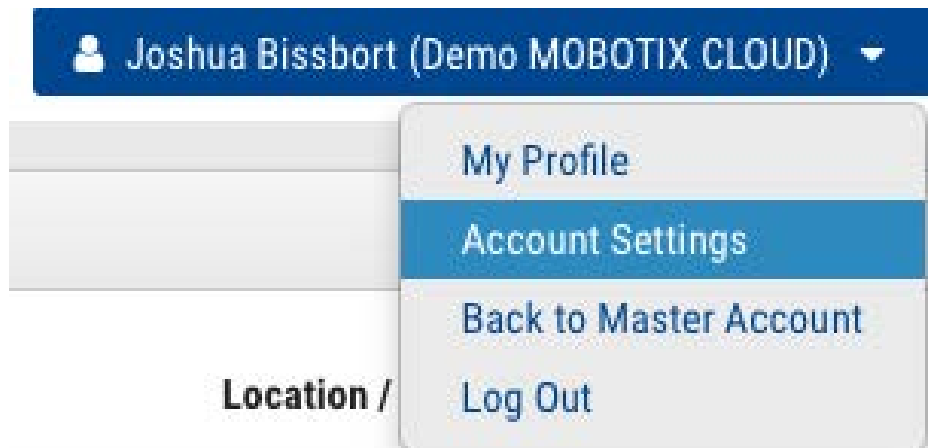 Joshua Bissbort (Demo MOBOTIX CLOUD)
My Profile
Account Settings
Back to Master Account
Location /
Log Out